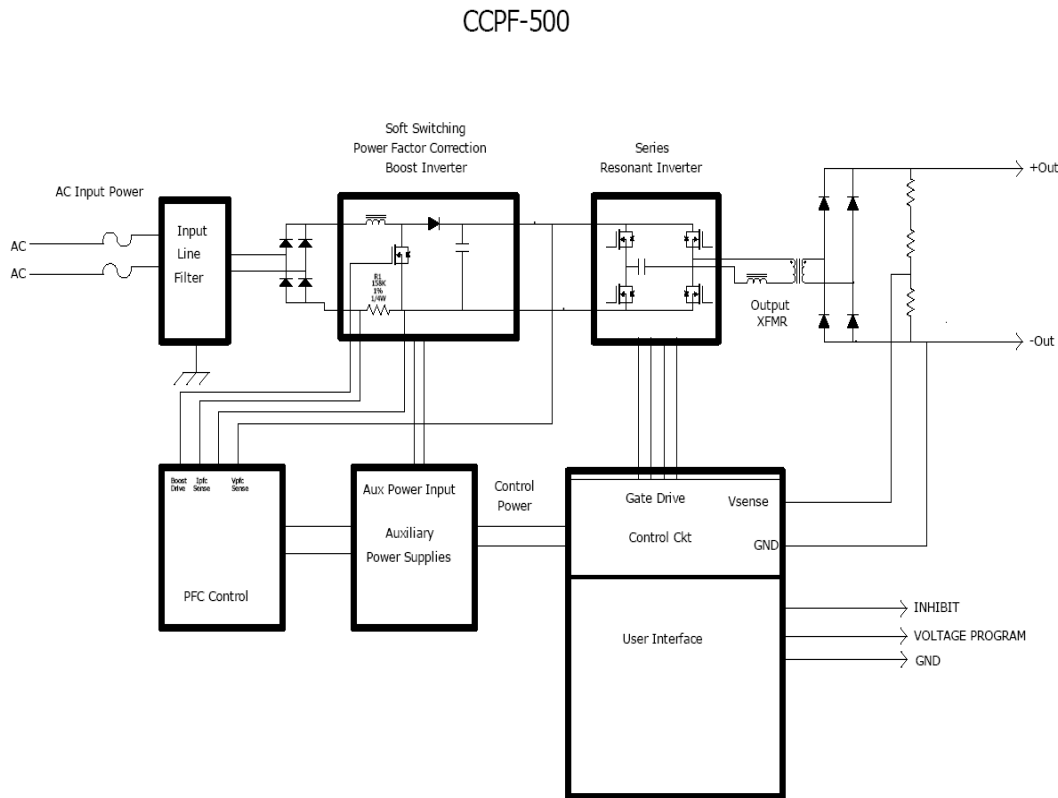 CCPF-500
Soft Switching
Power Factor Correction
Boost Inverter
Series
Resonant Inverter
AC Input Power
+Out
Input
Line
Filter
AC
AC
R1
158K
1%
1/4W
Output
XFMR
-Out
Boost
Drive
Ipfc
Sense
Vpfc
Sense
PFC Control
Aux Power Input
Auxiliary
Power Supplies
Control
Power
Gate Drive
Vsense
Control Ckt
GND
User Interface
INHIBIT
VOLTAGE PROGRAM
GND